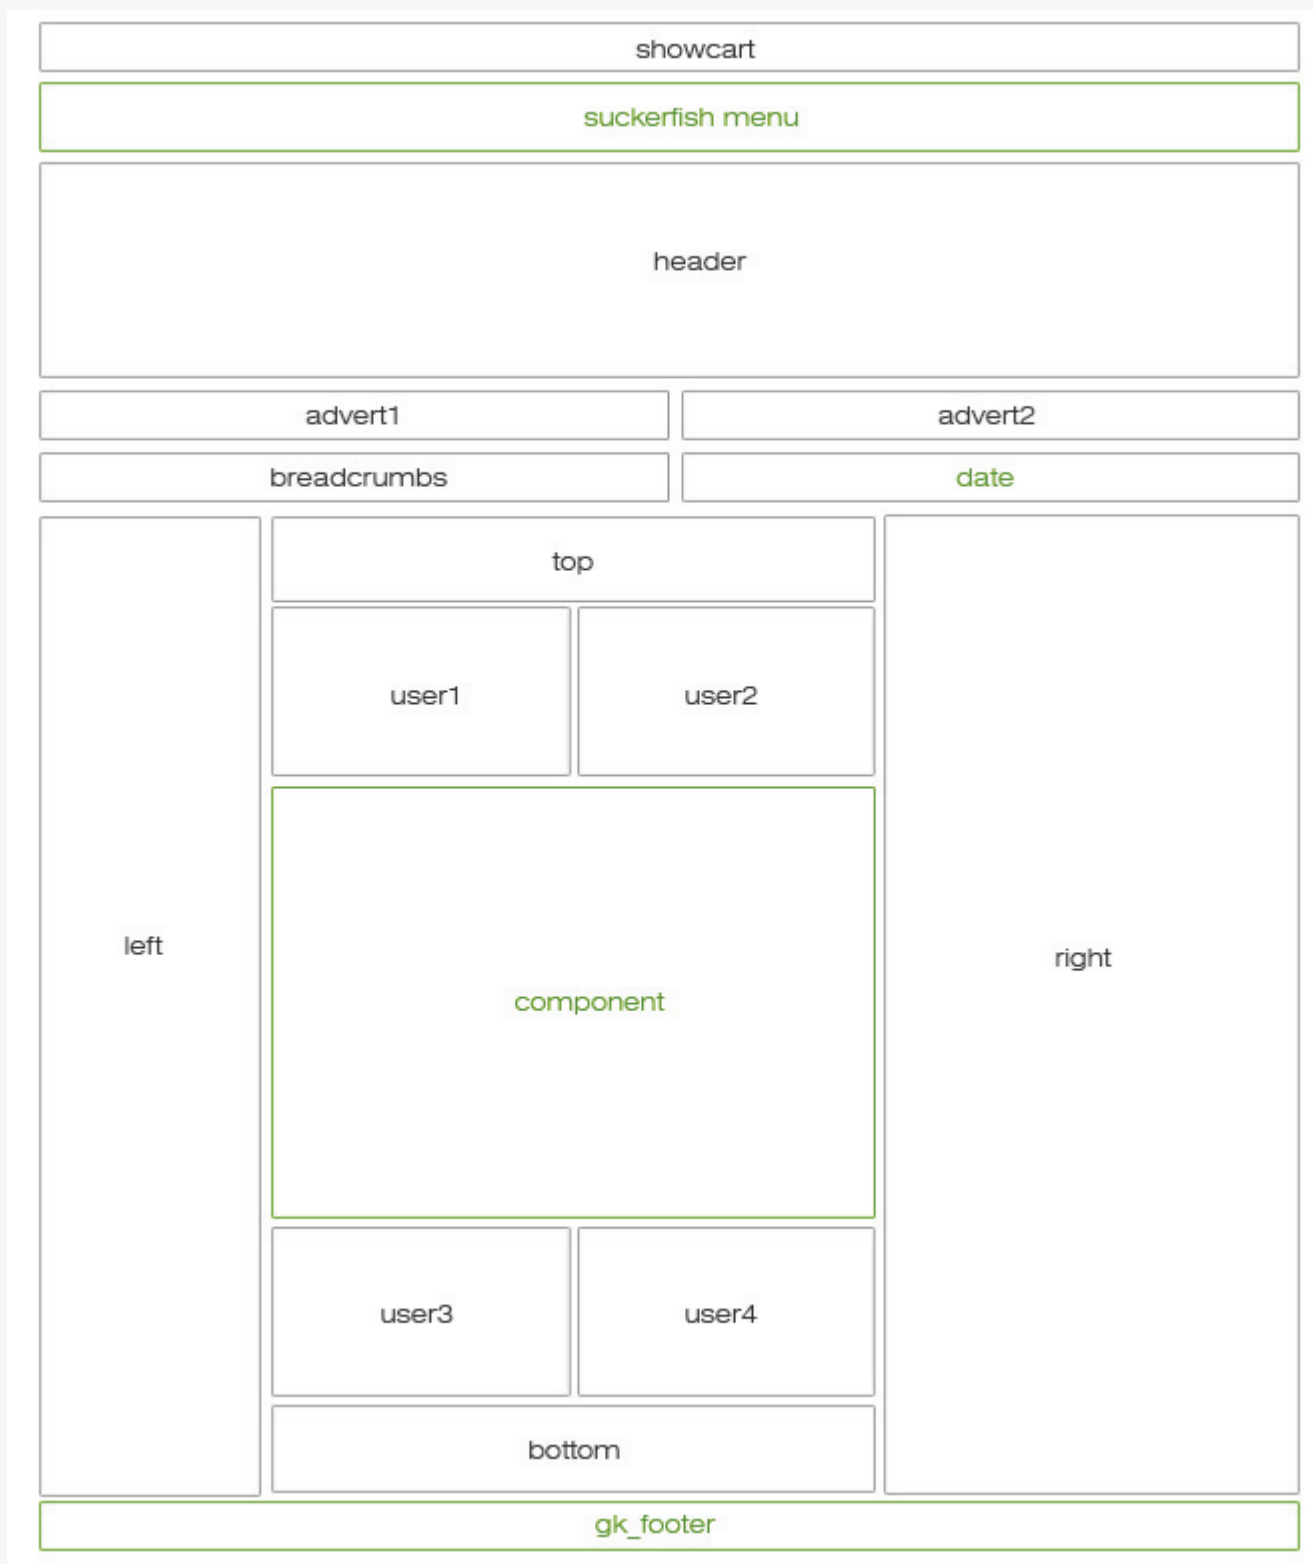 showcart
suckerfish menu
header
advert1
advert2
breadcrumbs
date
left
top
user1
user2
component
user3
user4
bottom
right
gk_footer